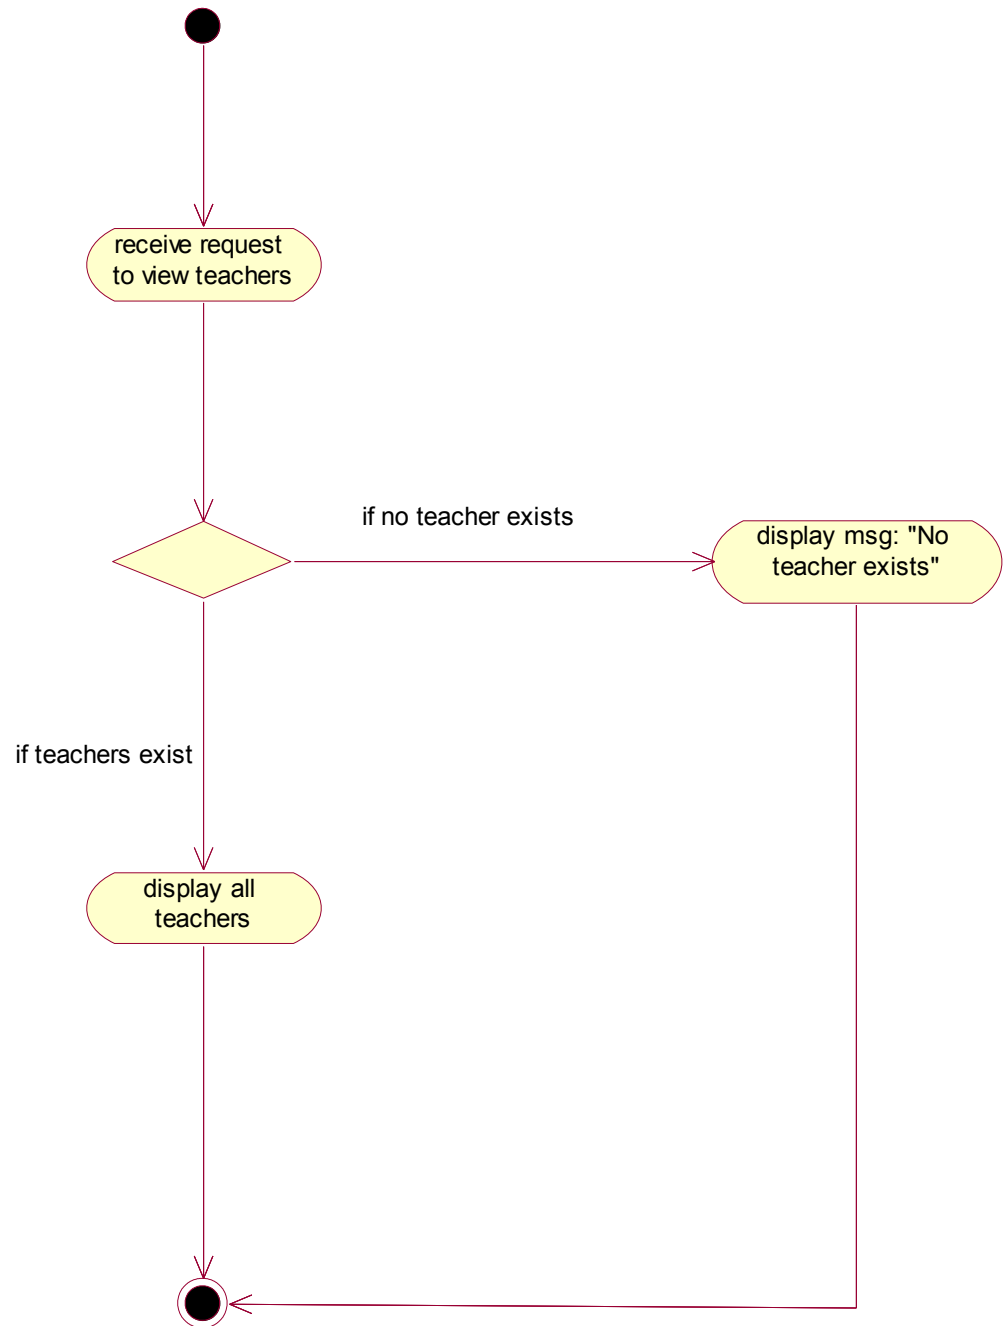 receive request
to view teachers
if no teacher exists
display msg: "No
teacher exists"
if teachers exist
display all
teachers